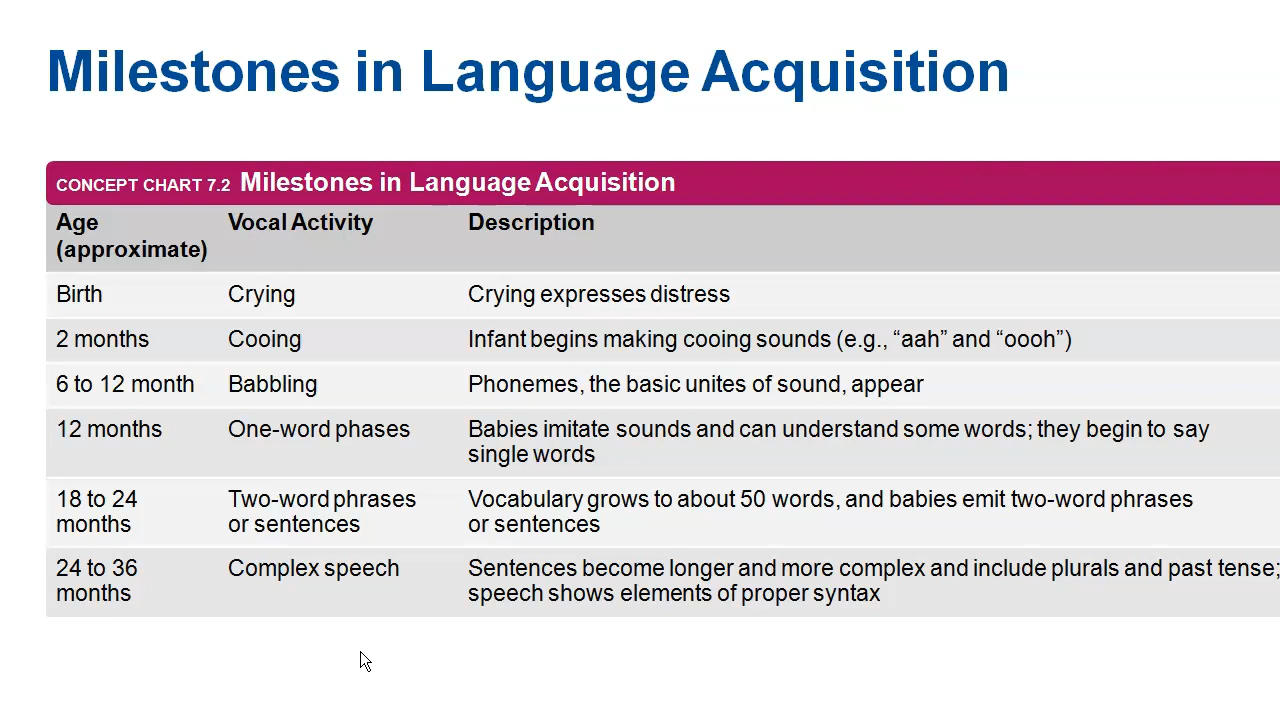 Milestones in Language Acquisition
CONCEPT CHART 7.2 Milestones in Language Acquisition
Age (approximate) Vocal Activity Description
Birth Crying Crying expresses distress
2 months Cooing Infant begins making cooing sounds (e.g., “aah” and “oooh”)
6 to 12 month Babbling Phonemes, the basic unites of sound, appear
12 months One-word phases Babies imitate sounds and can understand some words; they begin to say
single words
18 to 24 Two-word phrases Vocabulary grows to about 50 words, and babies emit two-word phrases
months or sentences or sentences
24 to 36 Complex speech Sentences become longer and more complex and include plurals and past tense;
months speech shows elements of proper syntax